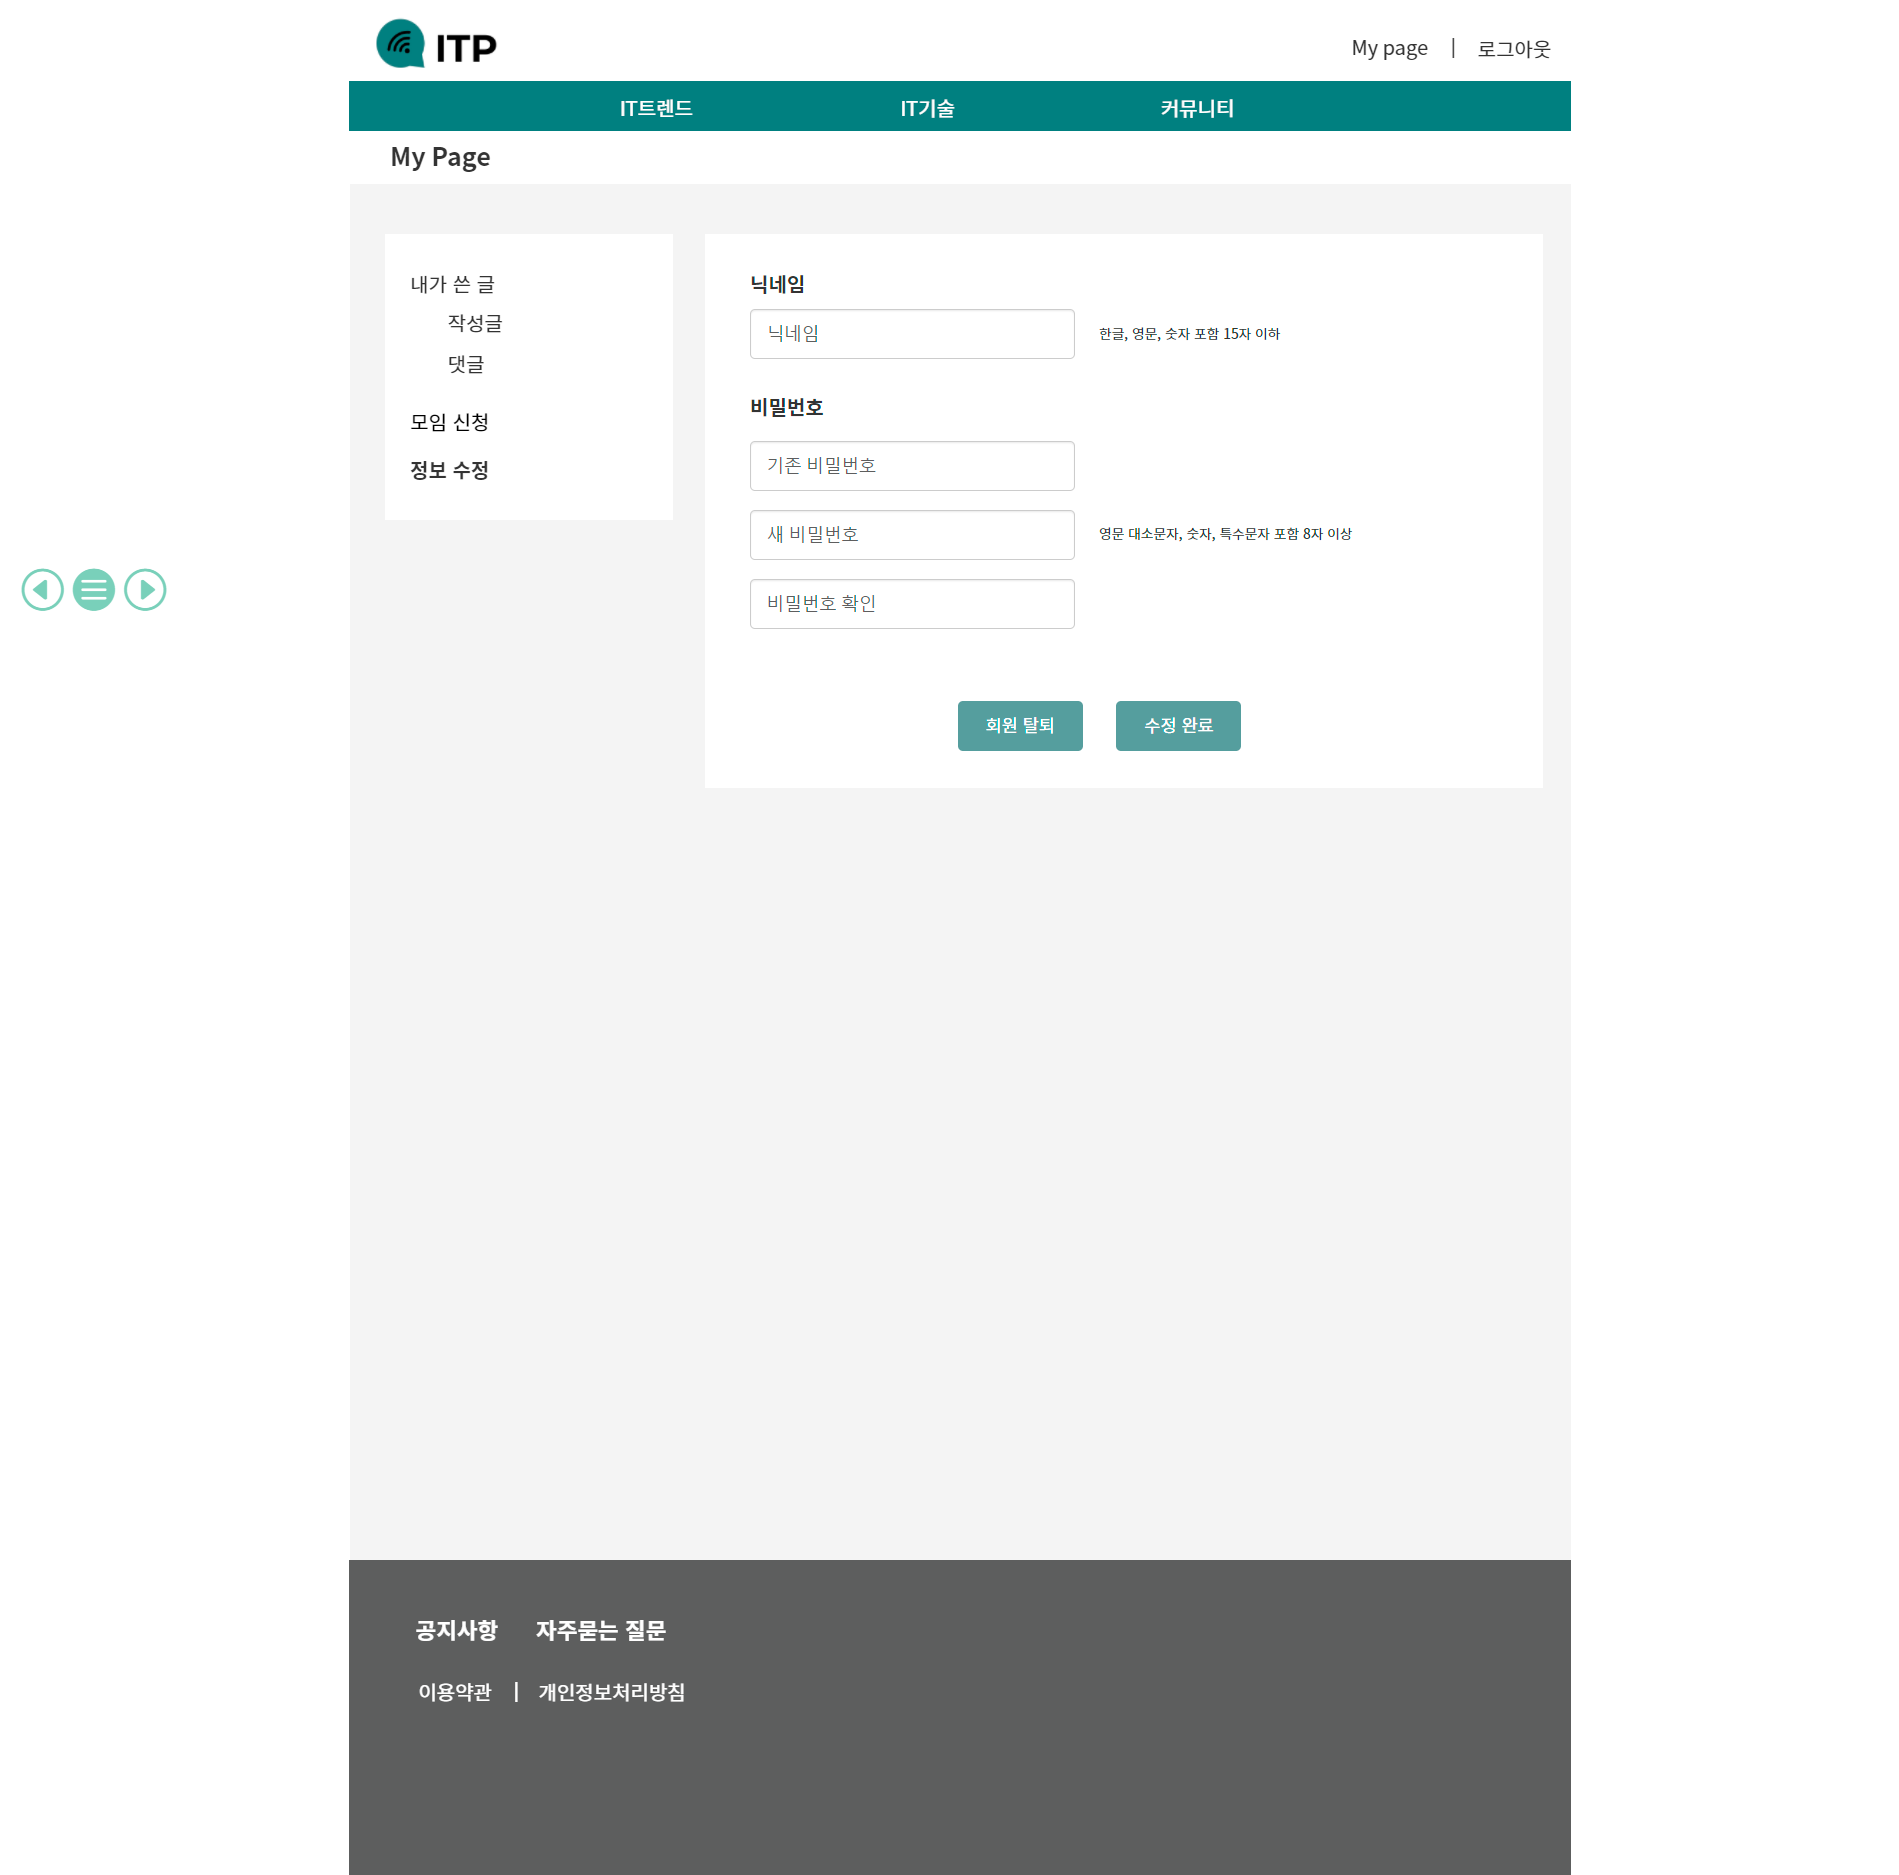 ITP
My page | 로그아웃
IT트렌드 IT기술 커뮤니티
My Page
내가 쓴 글
작성글
댓글
모임 신청
정보 수정
닉네임
닉네임 한글, 영문, 숫자 포함 15자 이하
비밀번호
기존 비밀번호
새 비밀번호 영문 대소문자, 숫자, 특수문자 포함 8자 이상
비밀번호 확인
회원 탈퇴 수정 완료
공지사항 자주묻는 질문
이용약관 | 개인정보처리방침